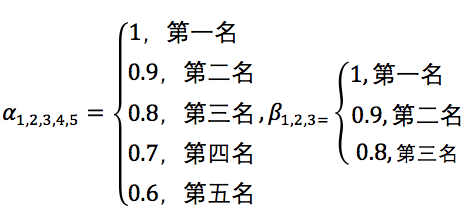 α1,2,3,4,5 = { 1，第一名
0.9，第二名
0.8，第三名
0.7，第四名
0.6，第五名
, β1,2,3= { 1, 第一名
0.9, 第二名
0.8, 第三名